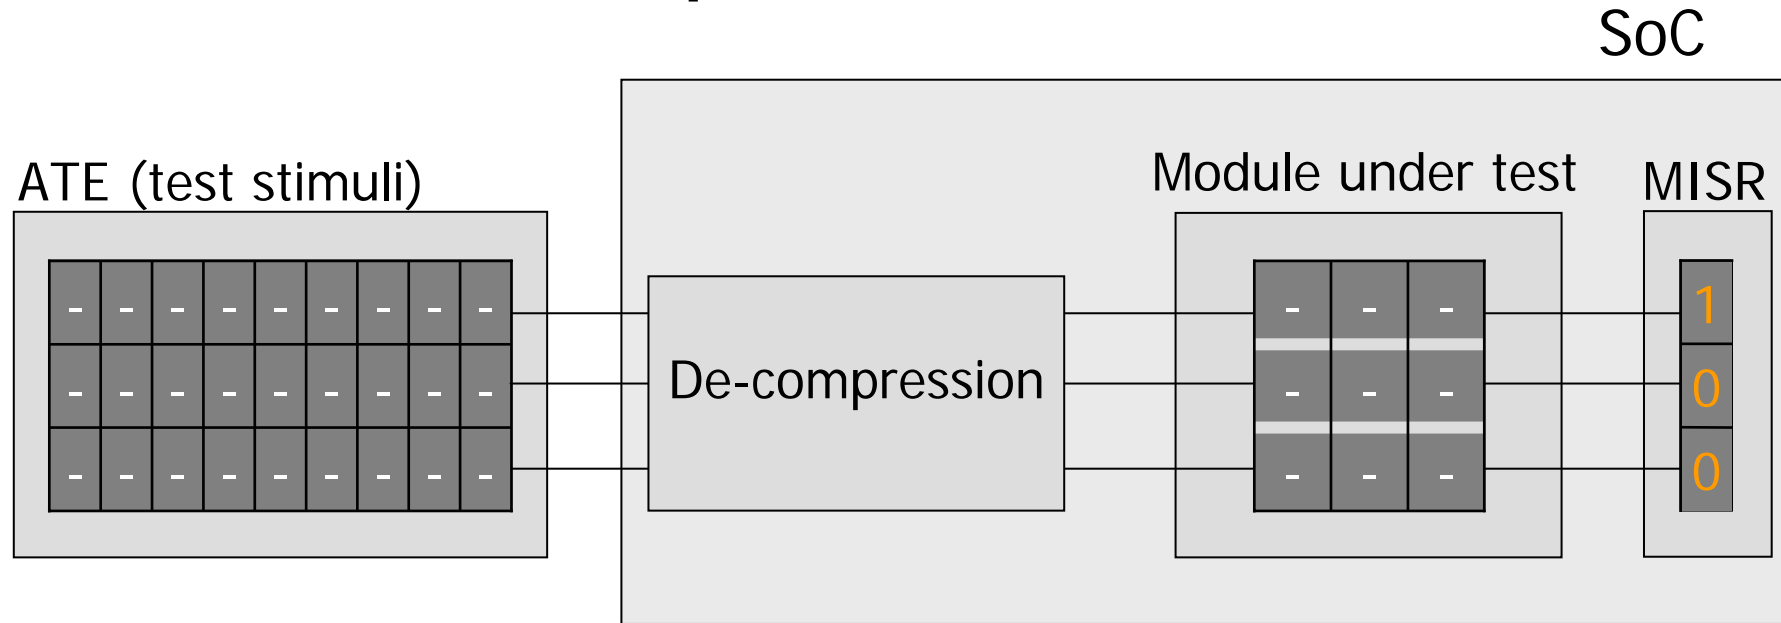 SoC
ATE (test stimuli)
Module under test
MISR
- - - - - - - - -
- - - - - - - - -
- - - - - - - - -
De-compression
- - -
- - -
- - -
1
0
0